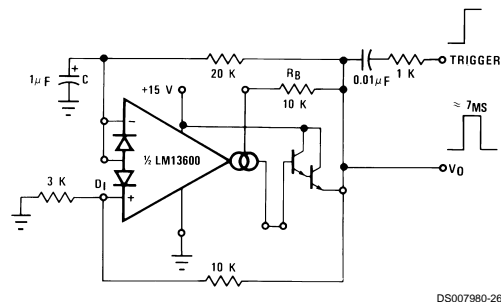 20 K
0.01μF
1 K
TRIGGER
1μF
+
C
+15 V
RB
10 K
≈ 7MS
−
½ LM13600
3 K
DI
+
VO
10 K
DS007980-26